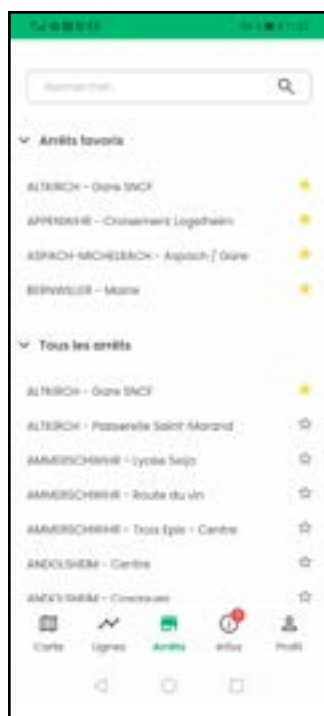 Rechercher...
Arrêts favoris
ALTKIRCH - Gare SNCF
APPENWIHR - Croisement Logelheim
ASPACH-MICHELBACH - Aspach / Gare
BERNWILLER - Mairie
Tous les arrêts
ALTKIRCH - Gare SNCF
ALTKIRCH - Passerelle Saint Morand
AMMERSCHWIHR - Lycée Seijo
AMMERSCHWIHR - Route du vin
AMMERSCHWIHR - Trois Epis - Centre
ANDOLSHEIM - Centre
ANDOLSHEIM
Carte Lignes Arrêts Infos Profil